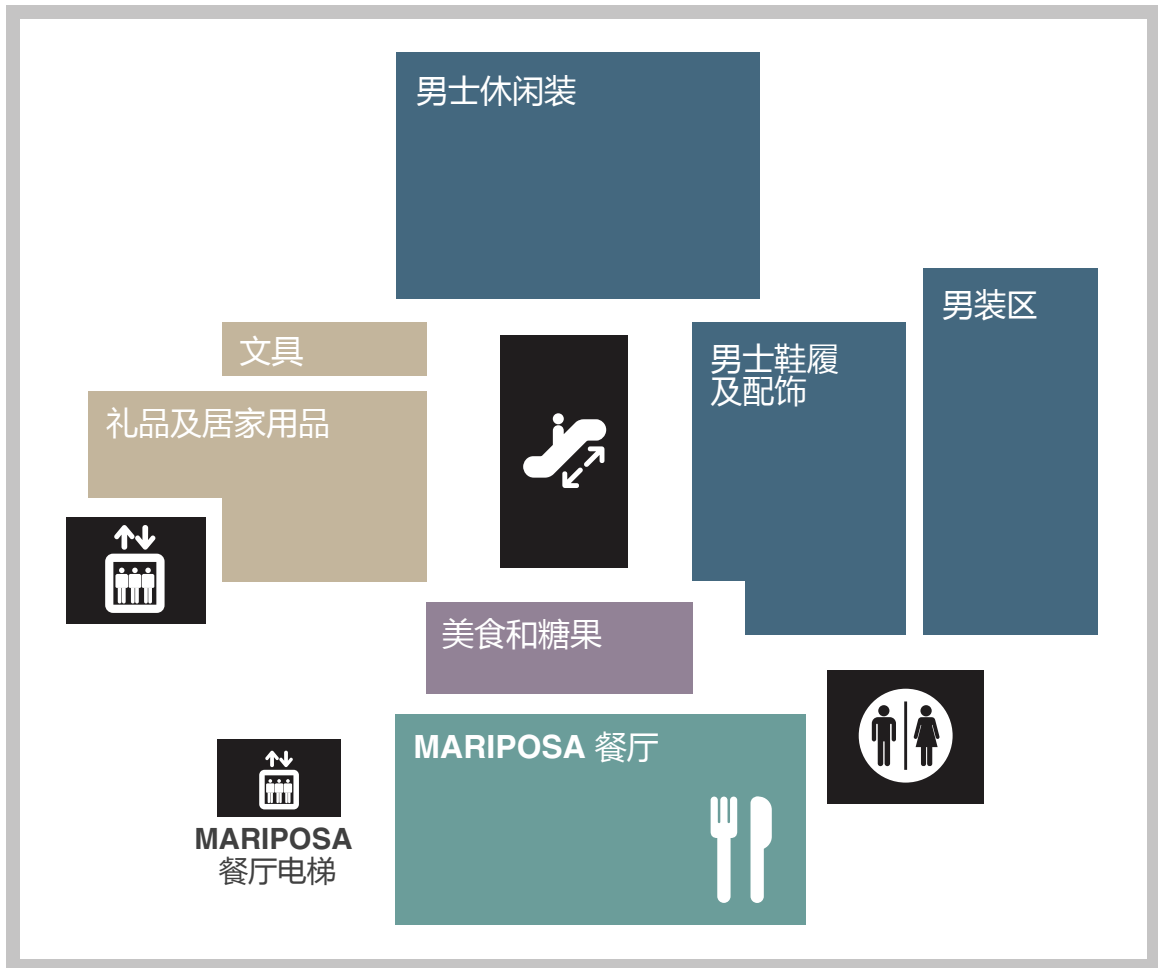 男士休闲装
男装区
文具
男士鞋履
及配饰
礼品及居家用品
美食和糖果
MARIPOSA 餐厅
MARIPOSA
餐厅电梯